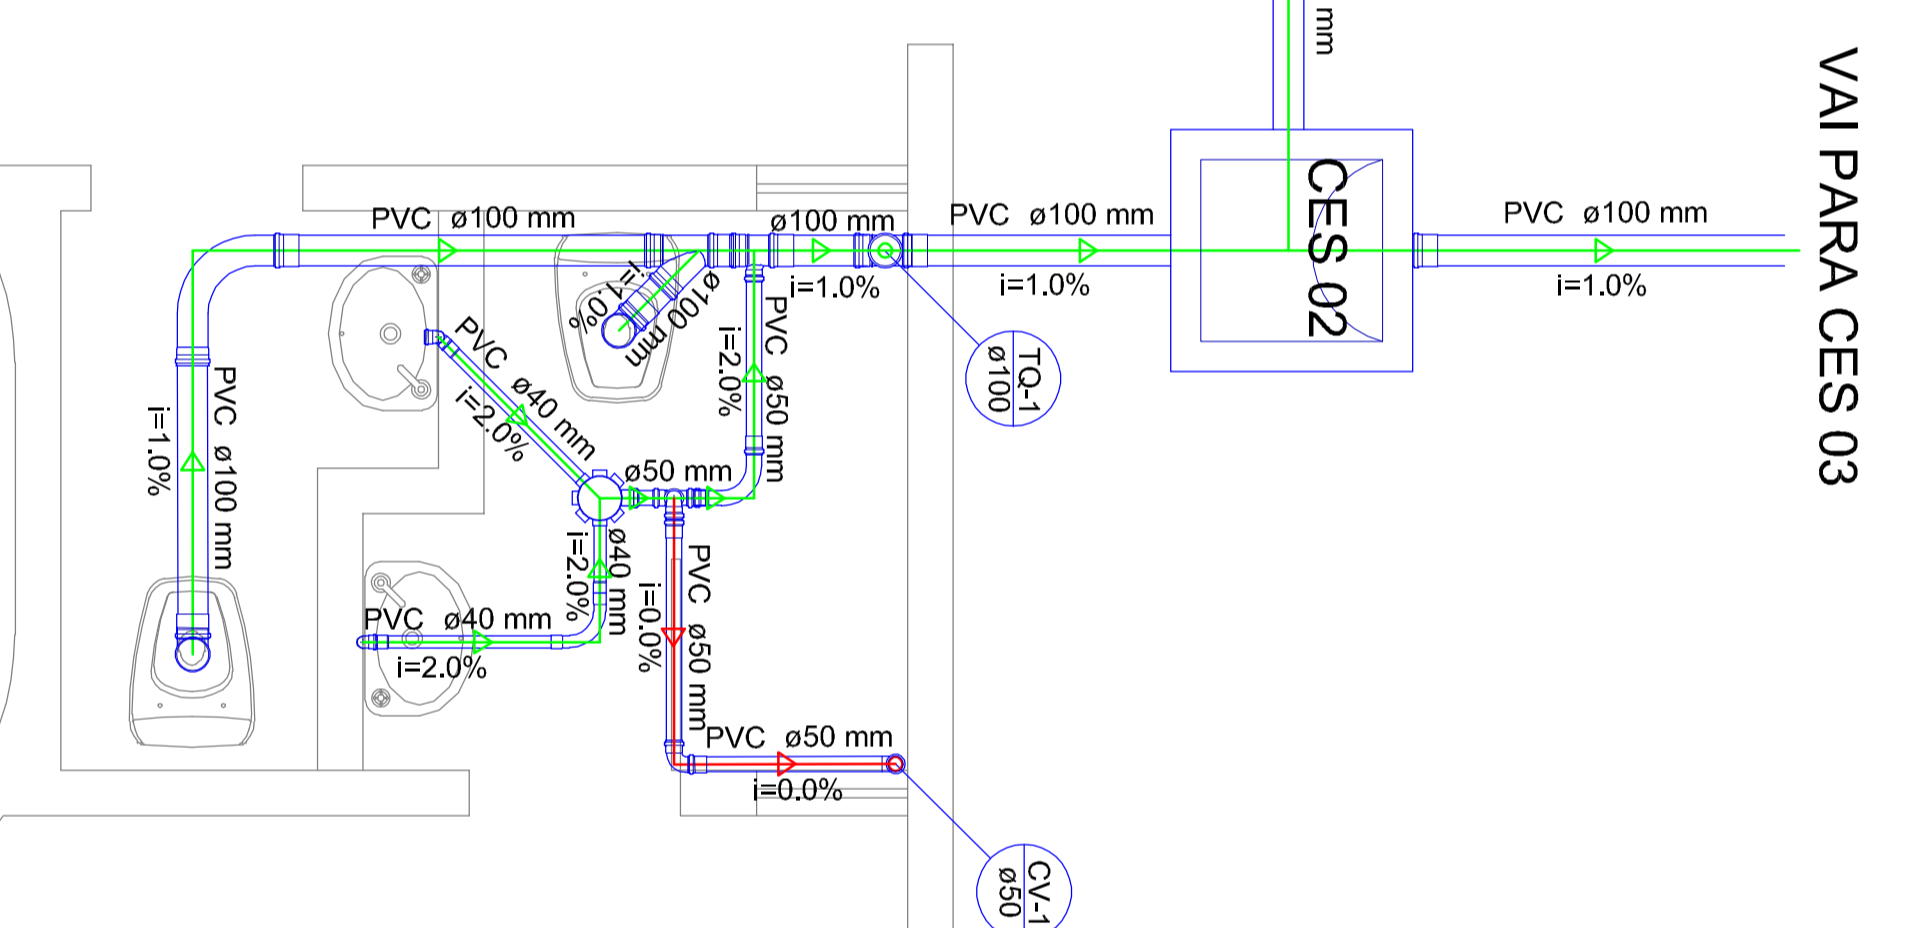 mm
VAI PARA CES 03
CES 02
PVC ø100 mm
ø100 mm
i=1.0%
PVC ø100 mm
i=1.0%
PVC ø100 mm
i=1.0%
i=1.0%
ø100 mm
PVC ø40 mm
i=2.0%
PVC ø50 mm
i=2.0%
TQ-1
ø100
PVC ø100 mm
i=1.0%
ø50 mm
ø40 mm
i=2.0%
PVC ø40 mm
i=2.0%
PVC ø50 mm
i=0.0%
PVC ø50 mm
i=0.0%
CV-1
ø50